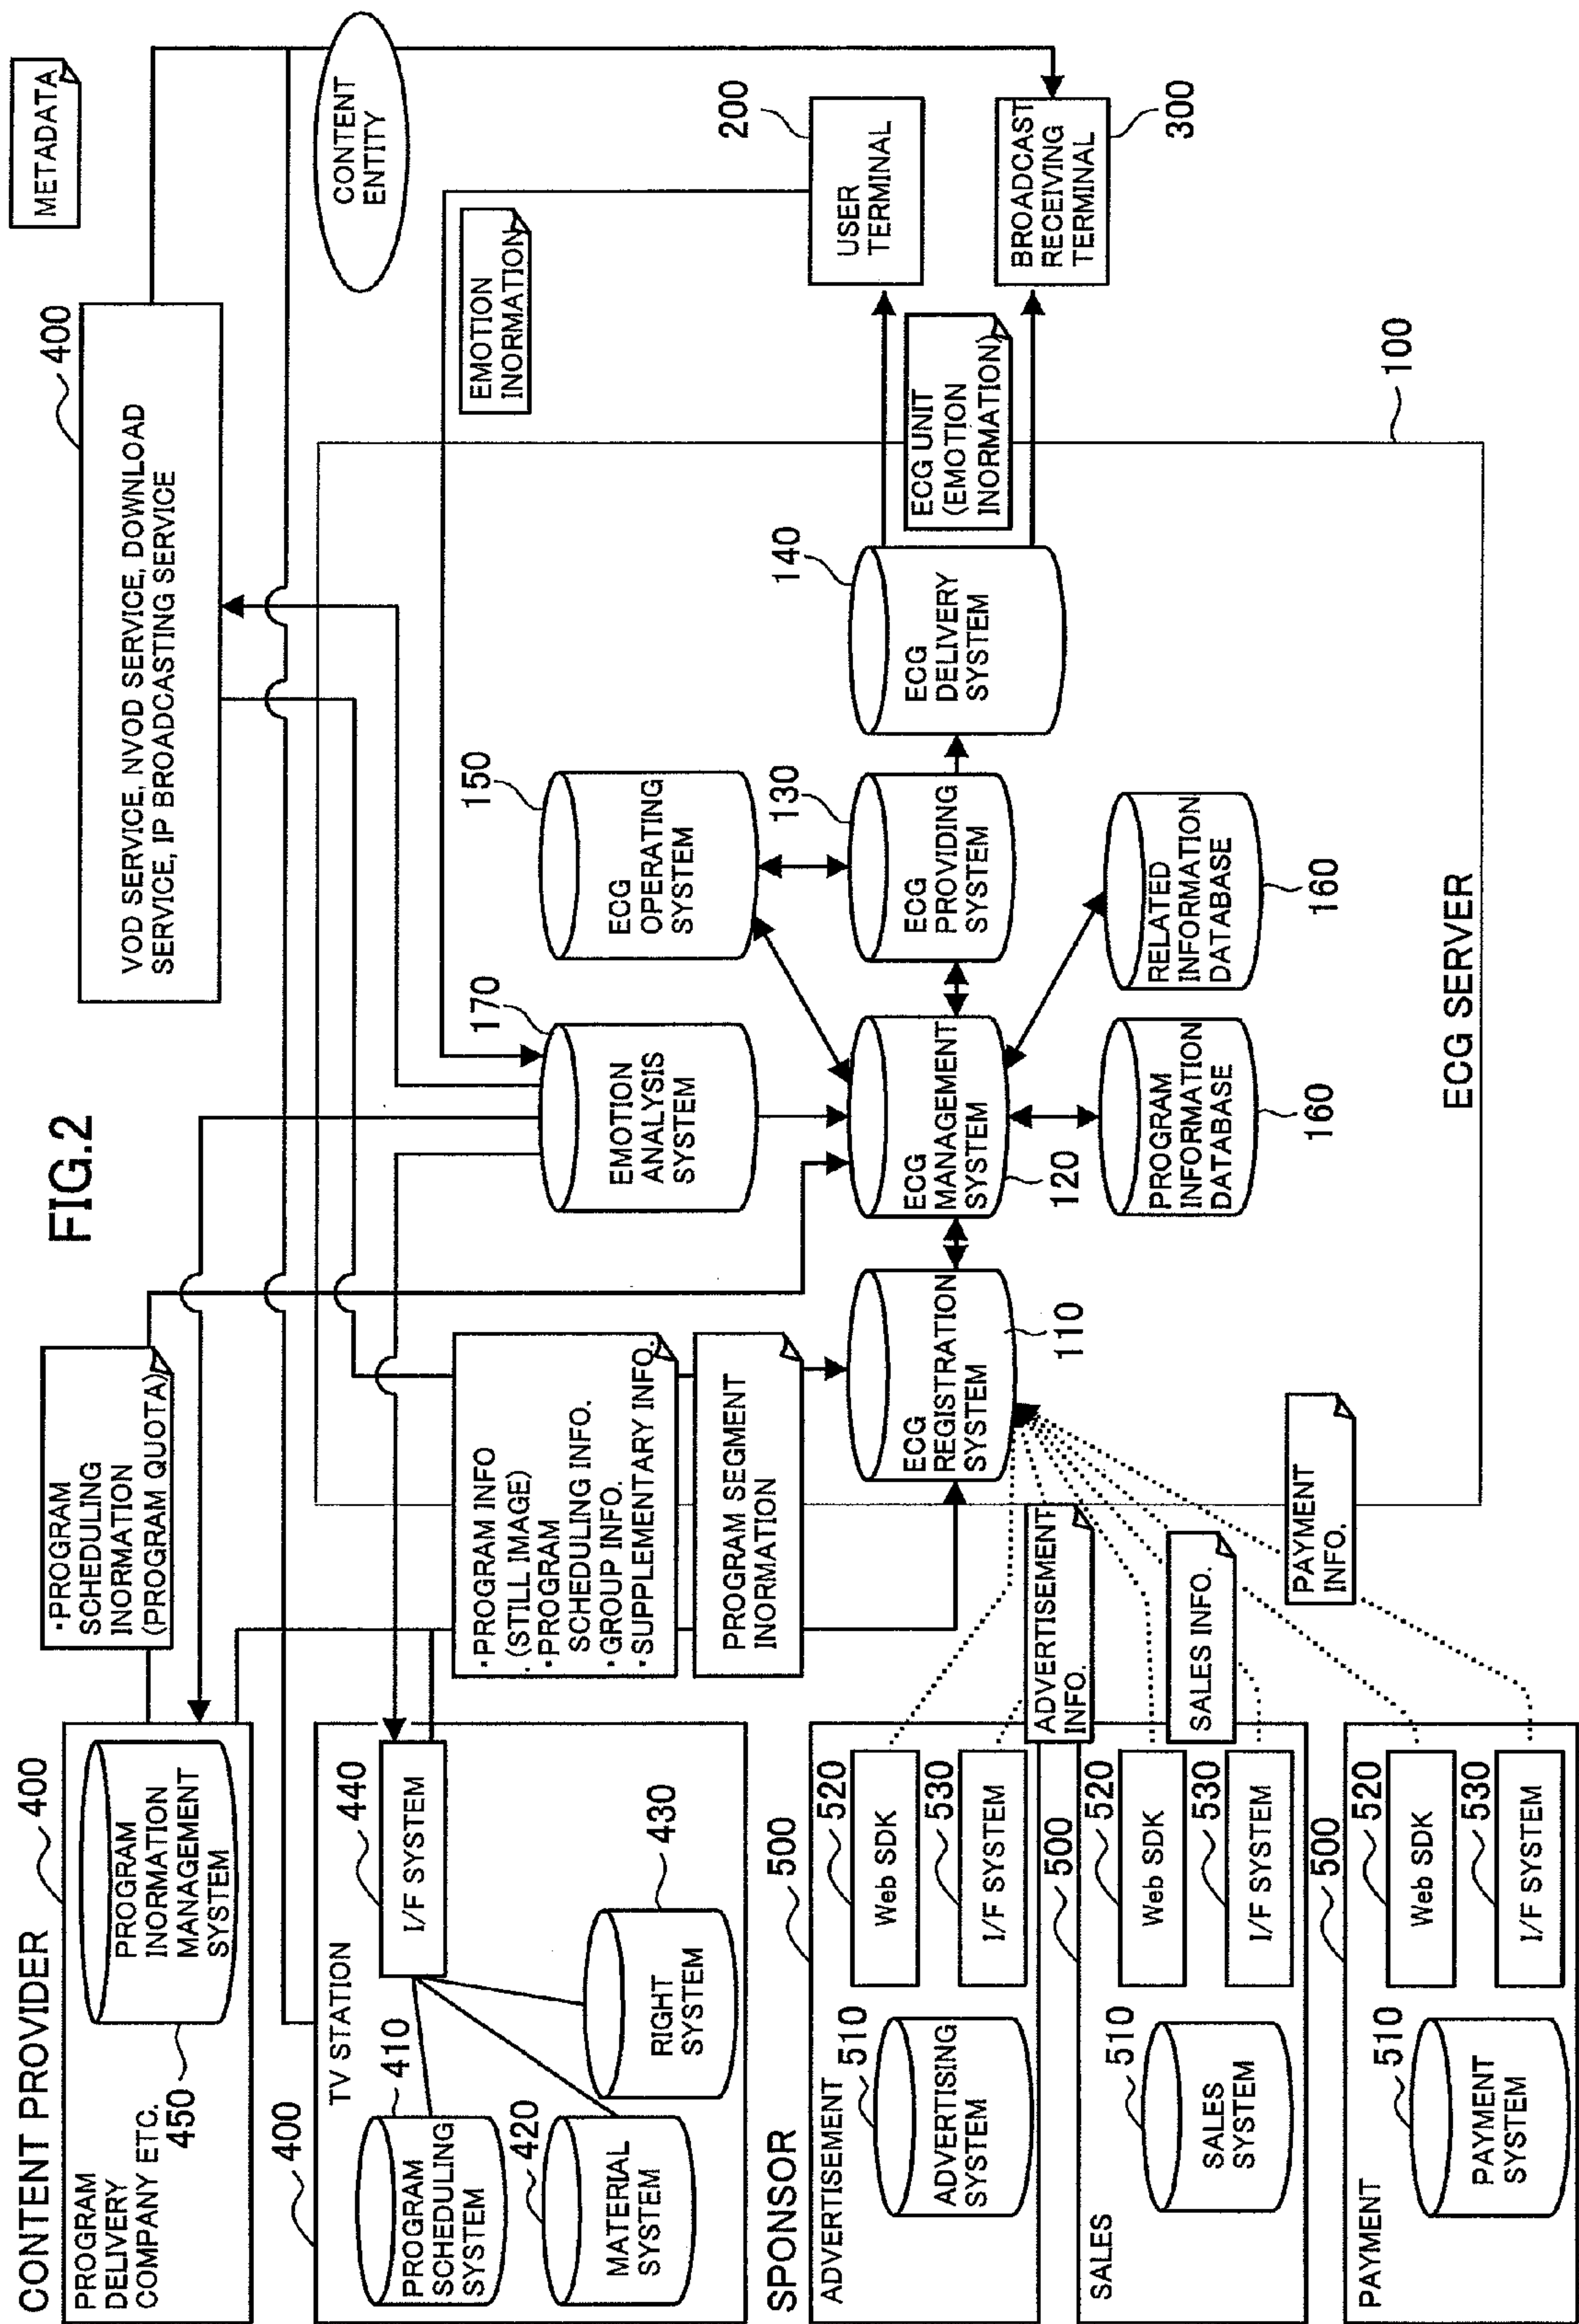 FIG.2
METADATA
CONTENT PROVIDER
400
PROGRAM
DELIVERY
COMPANY ETC.
450
PROGRAM
INORMATION
MANAGEMENT
SYSTEM
・PROGRAM
SCHEDULING
INORMATION
(PROGRAM QUOTA)
400
VOD SERVICE, NVOD SERVICE, DOWNLOAD
SERVICE, IP BROADCASTING SERVICE
CONTENT
ENTITY
400
TV STATION
440
I/F SYSTEM
410
PROGRAM
SCHEDULING
SYSTEM
420
MATERIAL
SYSTEM
430
RIGHT
SYSTEM
・PROGRAM INFO
(STILL IMAGE)
・PROGRAM
SCHEDULING INFO.
・GROUP INFO.
・SUPPLEMENTARY INFO.
PROGRAM SEGMENT
INORMATION
EMOTION
INORMATION
170
EMOTION
ANALYSIS
SYSTEM
150
ECG
OPERATING
SYSTEM
200
USER
TERMINAL
ECG
REGISTRATION
SYSTEM
110
ECG
MANAGEMENT
SYSTEM
120
130
ECG
PROVIDING
SYSTEM
140
ECG
DELIVERY
SYSTEM
ECG UNIT
(EMOTION
INORMATION)
BROADCAST
RECEIVING
TERMINAL
300
PROGRAM
INFORMATION
DATABASE
160
RELATED
INFORMATION
DATABASE
160
100
ECG SERVER
SPONSOR
500
ADVERTISEMENT
510
ADVERTISING
SYSTEM
520
Web SDK
530
I/F SYSTEM
ADVERTISEMENT
INFO.
500
SALES
510
SALES
SYSTEM
520
Web SDK
530
I/F SYSTEM
SALES INFO.
500
PAYMENT
510
PAYMENT
SYSTEM
520
Web SDK
530
I/F SYSTEM
PAYMENT
INFO.